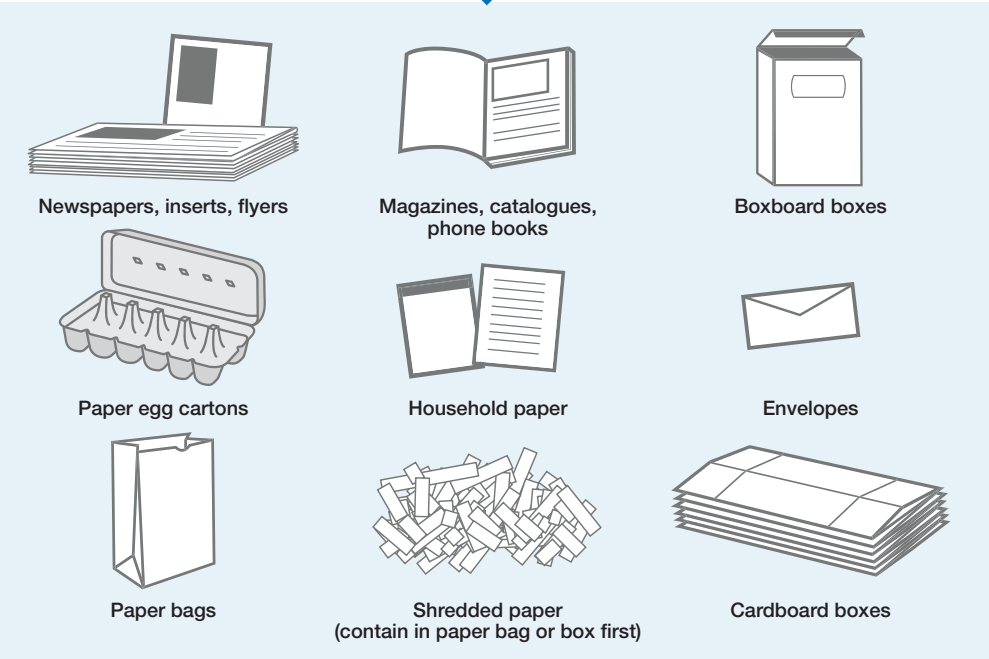 Newspapers, inserts, flyers
Magazines, catalogues,
phone books
Boxboard boxes
Paper egg cartons
Household paper
Envelopes
Paper bags
Shredded paper
(contain in paper bag or box first)
Cardboard boxes